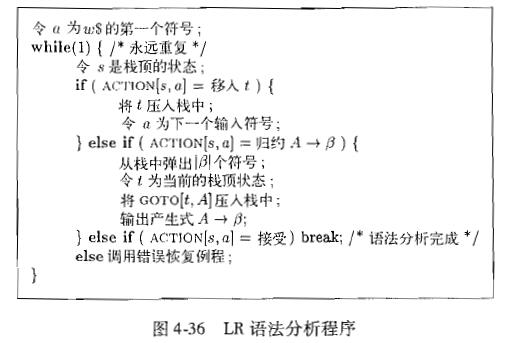 令 a 为w$的第一个符号;
while(1) { /* 永远重复 */
令 s 是栈顶的状态;
if ( ACTION[s,a] = 移入 t ) {
将 t 压入栈中;
令 a 为下一个输入符号;
} else if ( ACTION[s,a] = 归约 A → β ) {
从栈中弹出|β|个符号;
令 t 为当前的栈顶状态;
将 GOTO[t,A]压入栈中;
输出产生式 A → β;
} else if ( ACTION[s,a] = 接受 ) break; /* 语法分析完成 */
else 调用错误恢复例程;
}
图 4-36 LR 语法分析程序